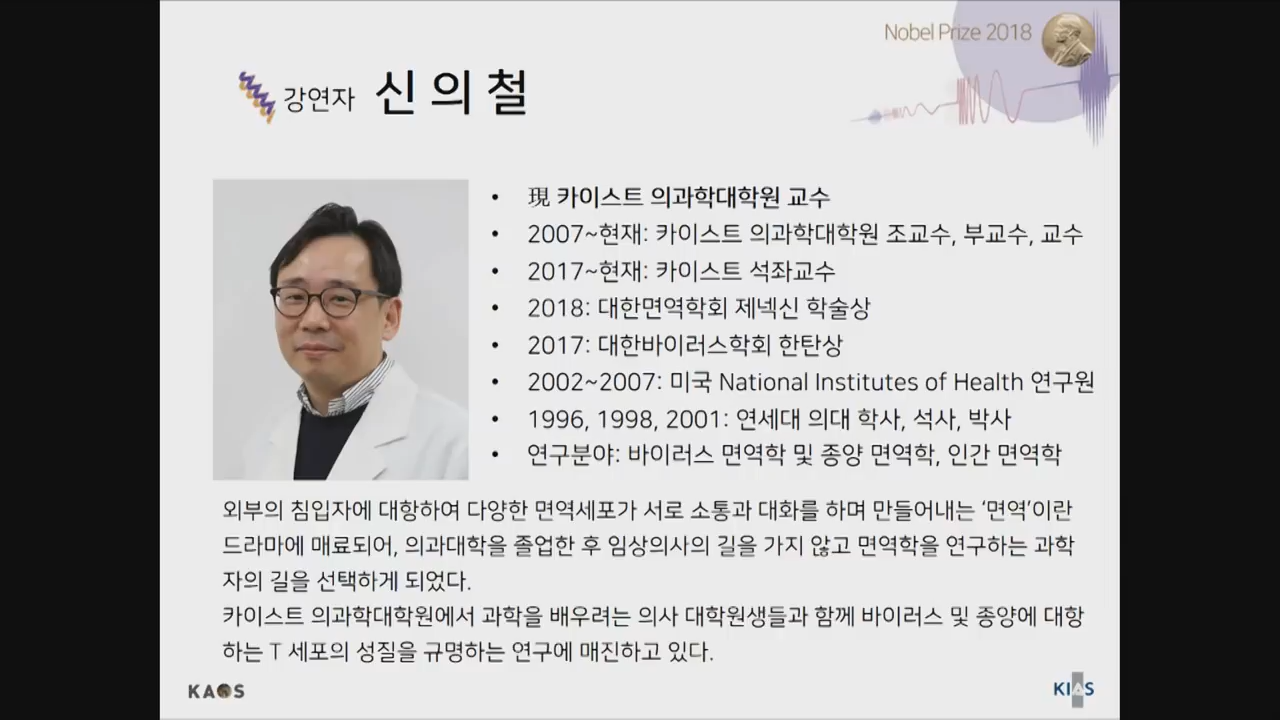 Nobel Prize 2018
강연자 신 의 철
• 現 카이스트 의과학대학원 교수
• 2007~현재: 카이스트 의과학대학원 조교수, 부교수, 교수
• 2017~현재: 카이스트 석좌교수
• 2018: 대한면역학회 제넥신 학술상
• 2017: 대한바이러스학회 한탄상
• 2002~2007: 미국 National Institutes of Health 연구원
• 1996, 1998, 2001: 연세대 의대 학사, 석사, 박사
• 연구분야: 바이러스 면역학 및 종양 면역학, 인간 면역학
외부의 침입자에 대항하여 다양한 면역세포가 서로 소통과 대화를 하며 만들어내는 ‘면역’이란
드라마에 매료되어, 의과대학을 졸업한 후 임상의사의 길을 가지 않고 면역학을 연구하는 과학
자의 길을 선택하게 되었다.
카이스트 의과학대학원에서 과학을 배우려는 의사 대학원생들과 함께 바이러스 및 종양에 대항
하는 T 세포의 성질을 규명하는 연구에 매진하고 있다.
KAOS
KIAS